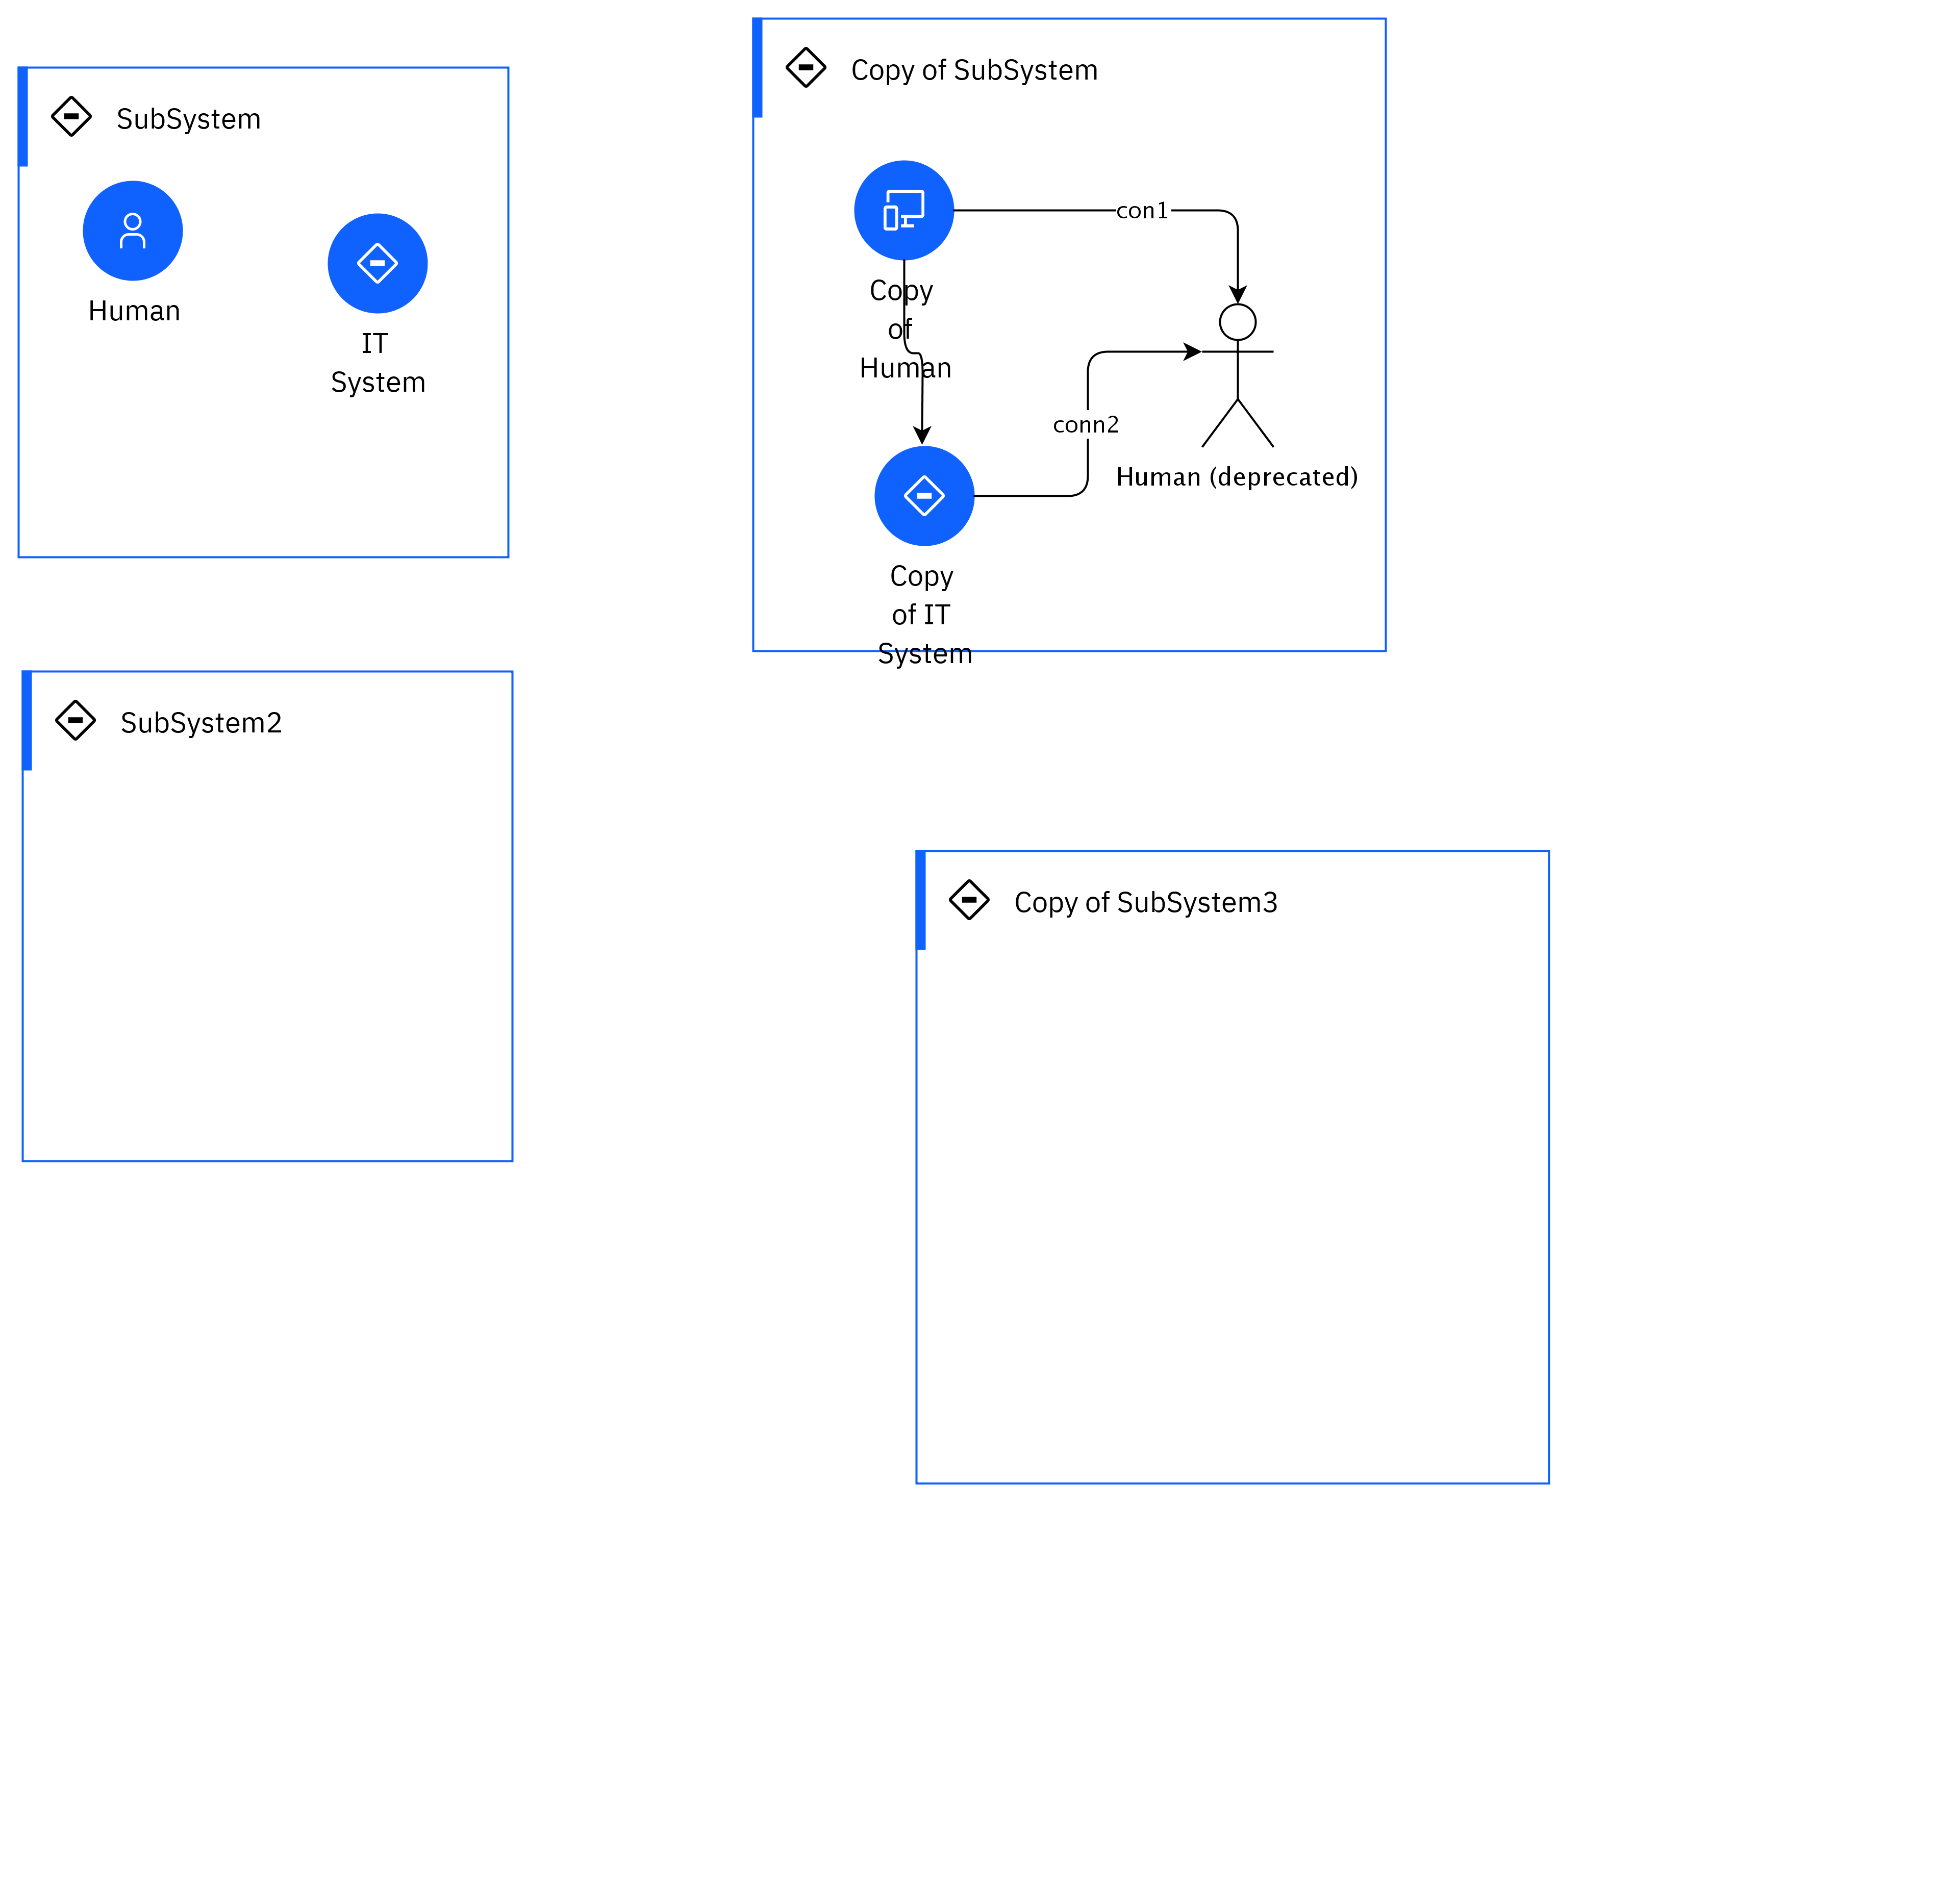 SubSystem
Human
IT
System
Copy of SubSystem
con1
Copy
of
Human
conn2
Human (deprecated)
Copy
of IT
System
SubSystem2
Copy of SubSystem3